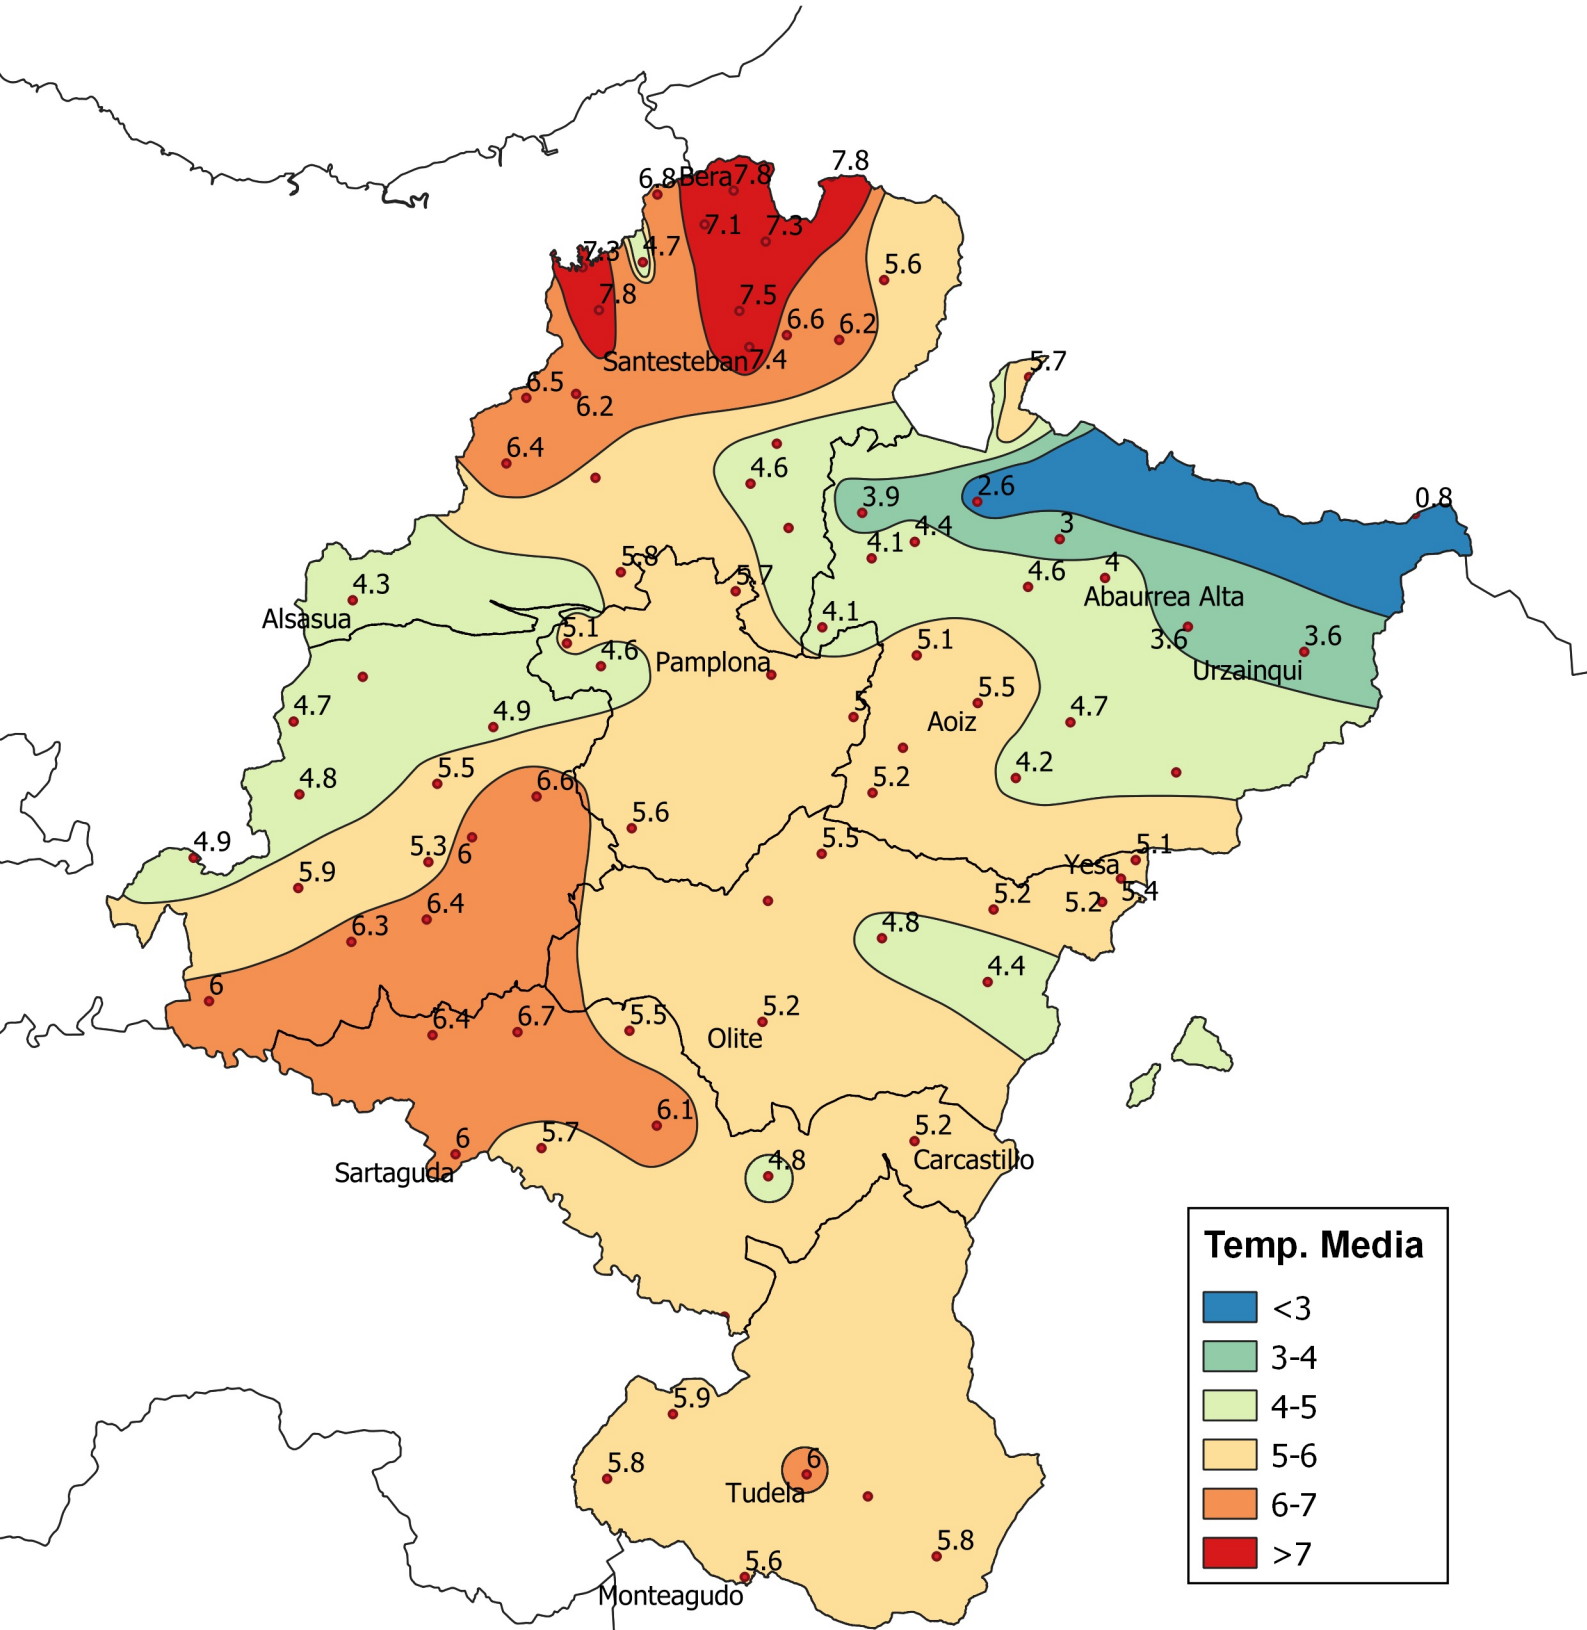 7.8
6.8 Bera 7.8
7.1 7.3
7.3 4.7
5.6
7.8 7.5
6.6 6.2
Santesteban 7.4
5.7
6.5
6.2
6.4
4.6
3.9 2.6
0.8
4.4 3
4.1
5.8
5.7
4.6 4
4.3
Abaurrea Alta
Alsasua
4.1
5.1
3.6 3.6
5.1
4.6
Pamplona
Urzainqui
5.5
4.7 4.9 5 4.7
Aoiz
4.2
5.5
4.8 6.6 5.2
5.6
4.9 5.3 6 5.5 5.1
Yesa
5.9
5.2 5.2 5.4
6.4
6.3 4.8
4.4
6
5.2
6.4 6.7 5.5
Olite
6.1
5.2
6 5.7
4.8 Carcastillo
Sartaguda
Temp. Media
<3
3-4
4-5
5-6
6-7
>7
5.9
5.8 6
Tudela
5.8
5.6
Monteagudo